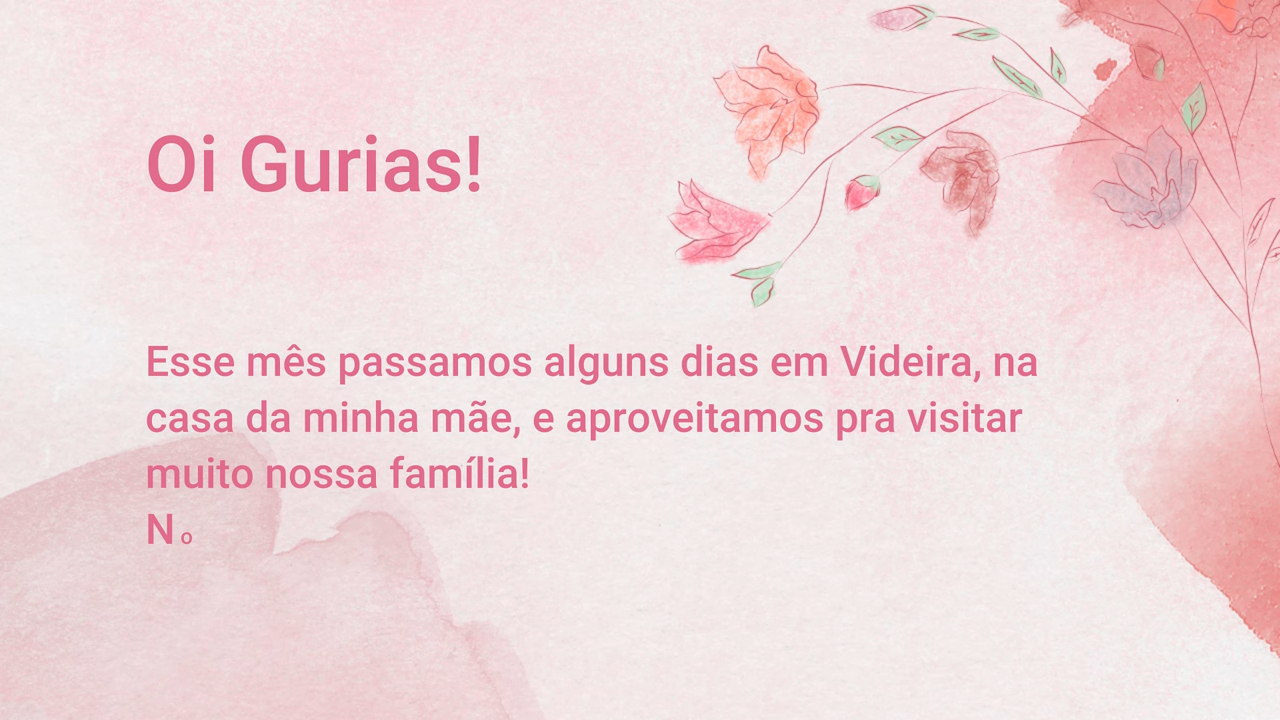 Oi Gurias!
Esse mês passamos alguns dias em Videira, na
casa da minha mãe, e aproveitamos pra visitar
muito nossa família!
N o